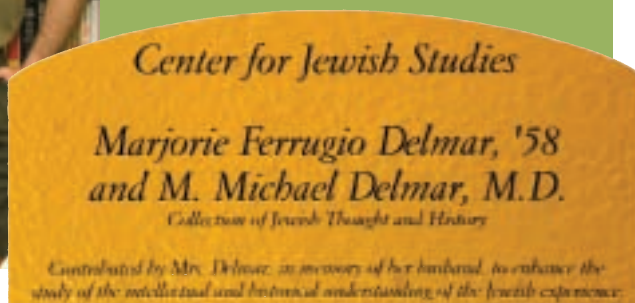 Center for Jewish Studies
Marjorie Ferrugio Delmar, '58
and M. Michael Delmar, M.D.
Collection of Jewish Thought and History
Contributed by Mrs. Delmar, in memory of her husband, to enhance the
study of the intellectual and historical understanding of the Jewish experience.